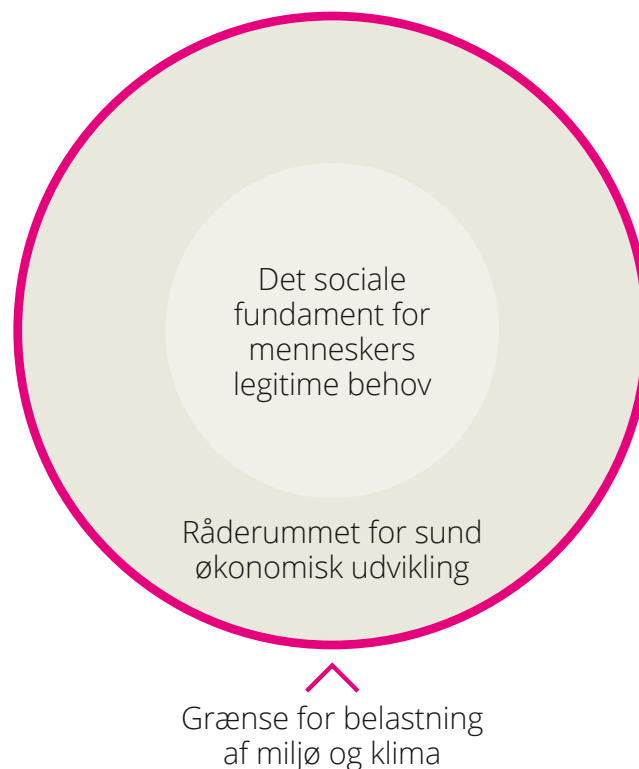 Det sociale
fundament for
menneskers
legitime behov
Råderummet for sund
økonomisk udvikling
Grænse for belastning
af miljø og klima